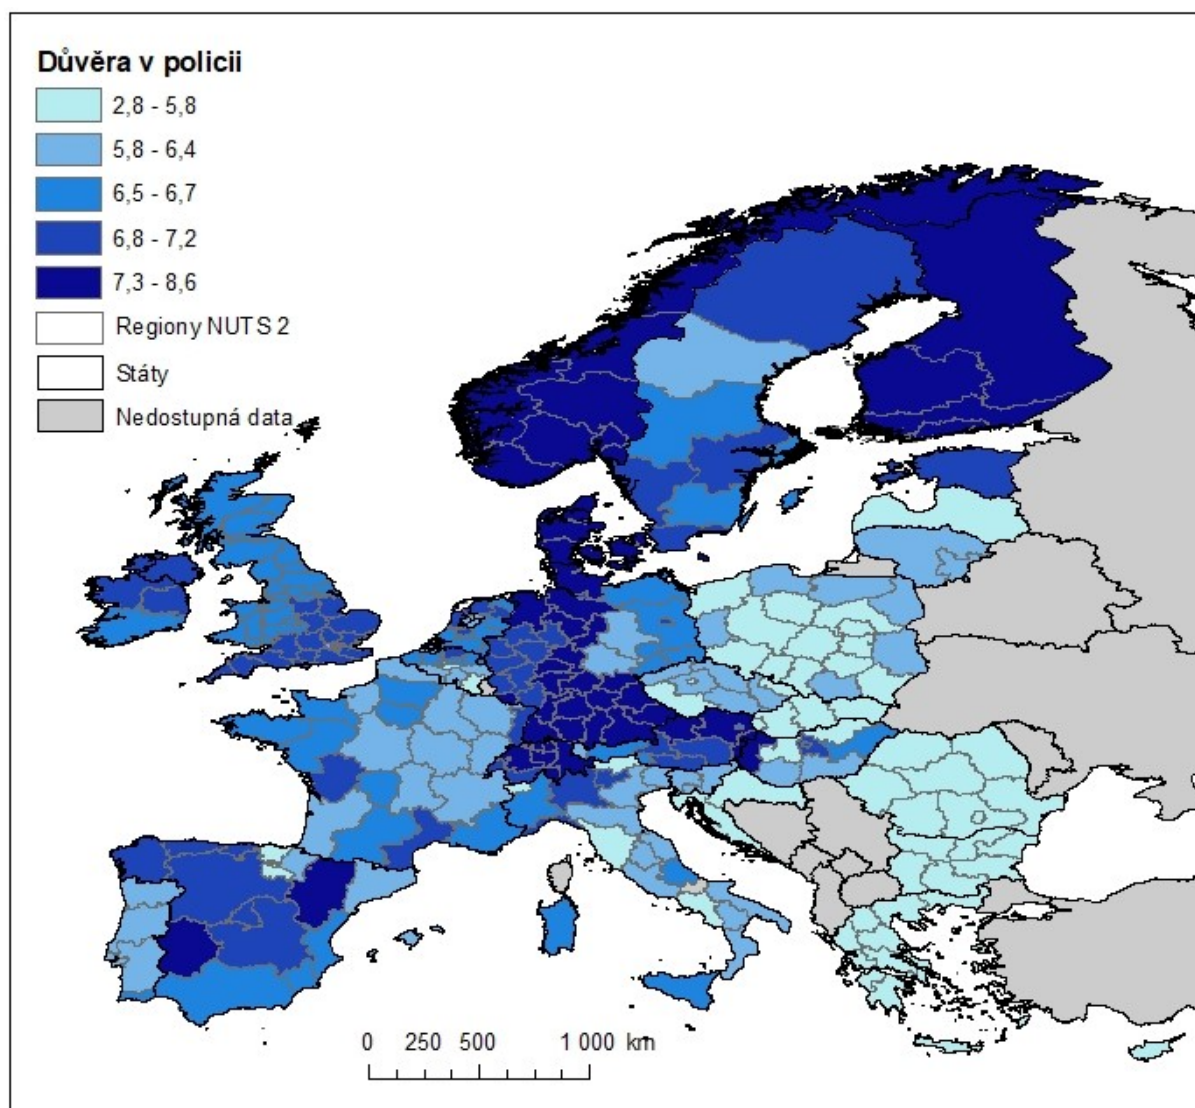 Důvěra v policii
2,8 - 5,8
5,8 - 6,4
6,5 - 6,7
6,8 - 7,2
7,3 - 8,6
Regiony NUTS 2
Státy
Nedostupná data
0 250 500 1 000 km